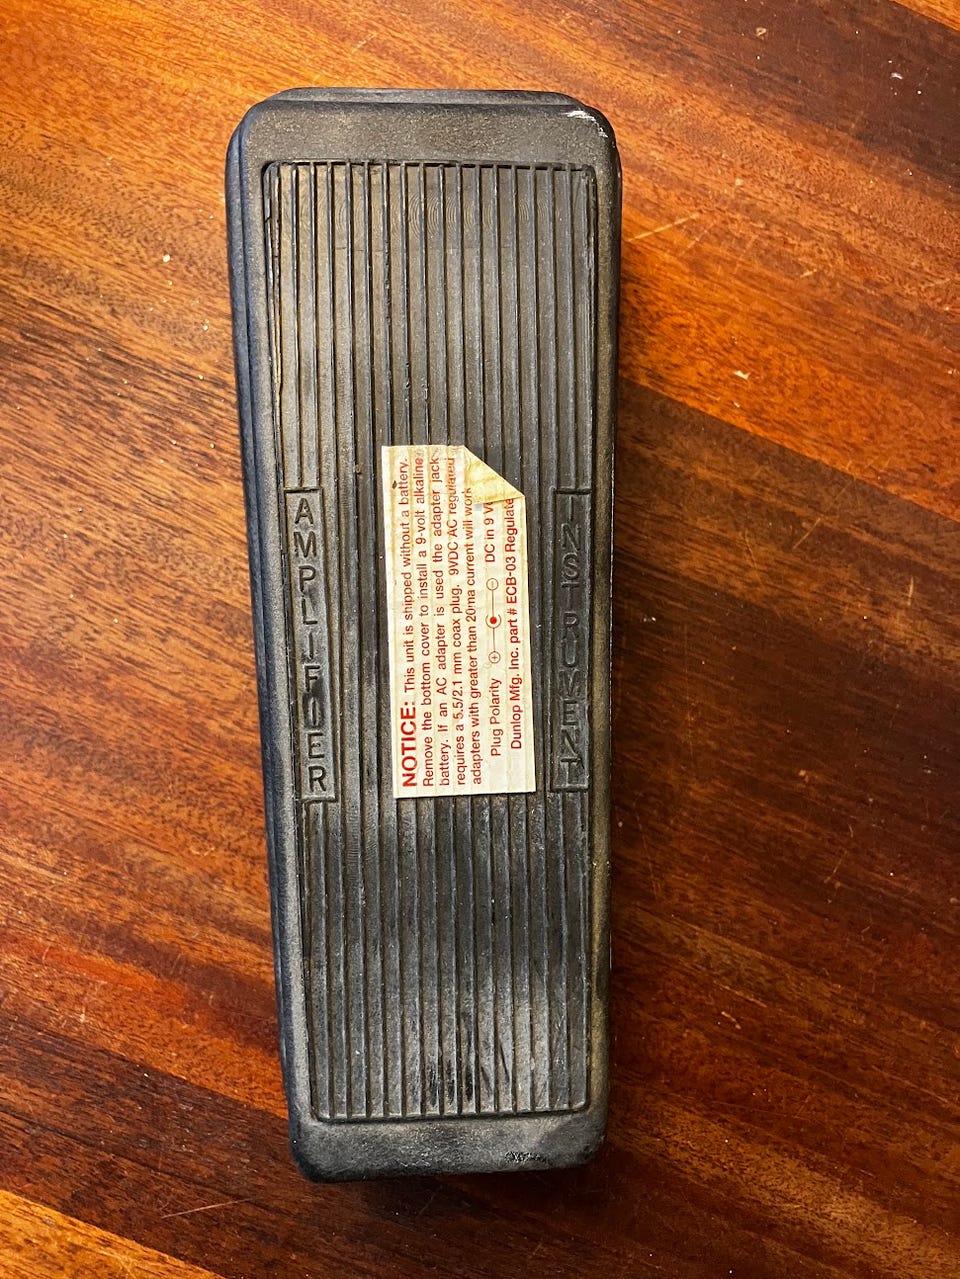 AMPLIFIER
NOTICE: This unit is shipped without a battery.
Remove the bottom cover to install a 9-volt alkaline
battery. If an AC adapter is used the adapter jack
requires a 5.5/2.1 mm coax plug. 9VDC AC regulated
adapters with greater than 20ma current will work
Plug Polarity + - DC in 9
Dunlop Mfg. Inc. part # ECB-03 Regulate
INSTRUMENT